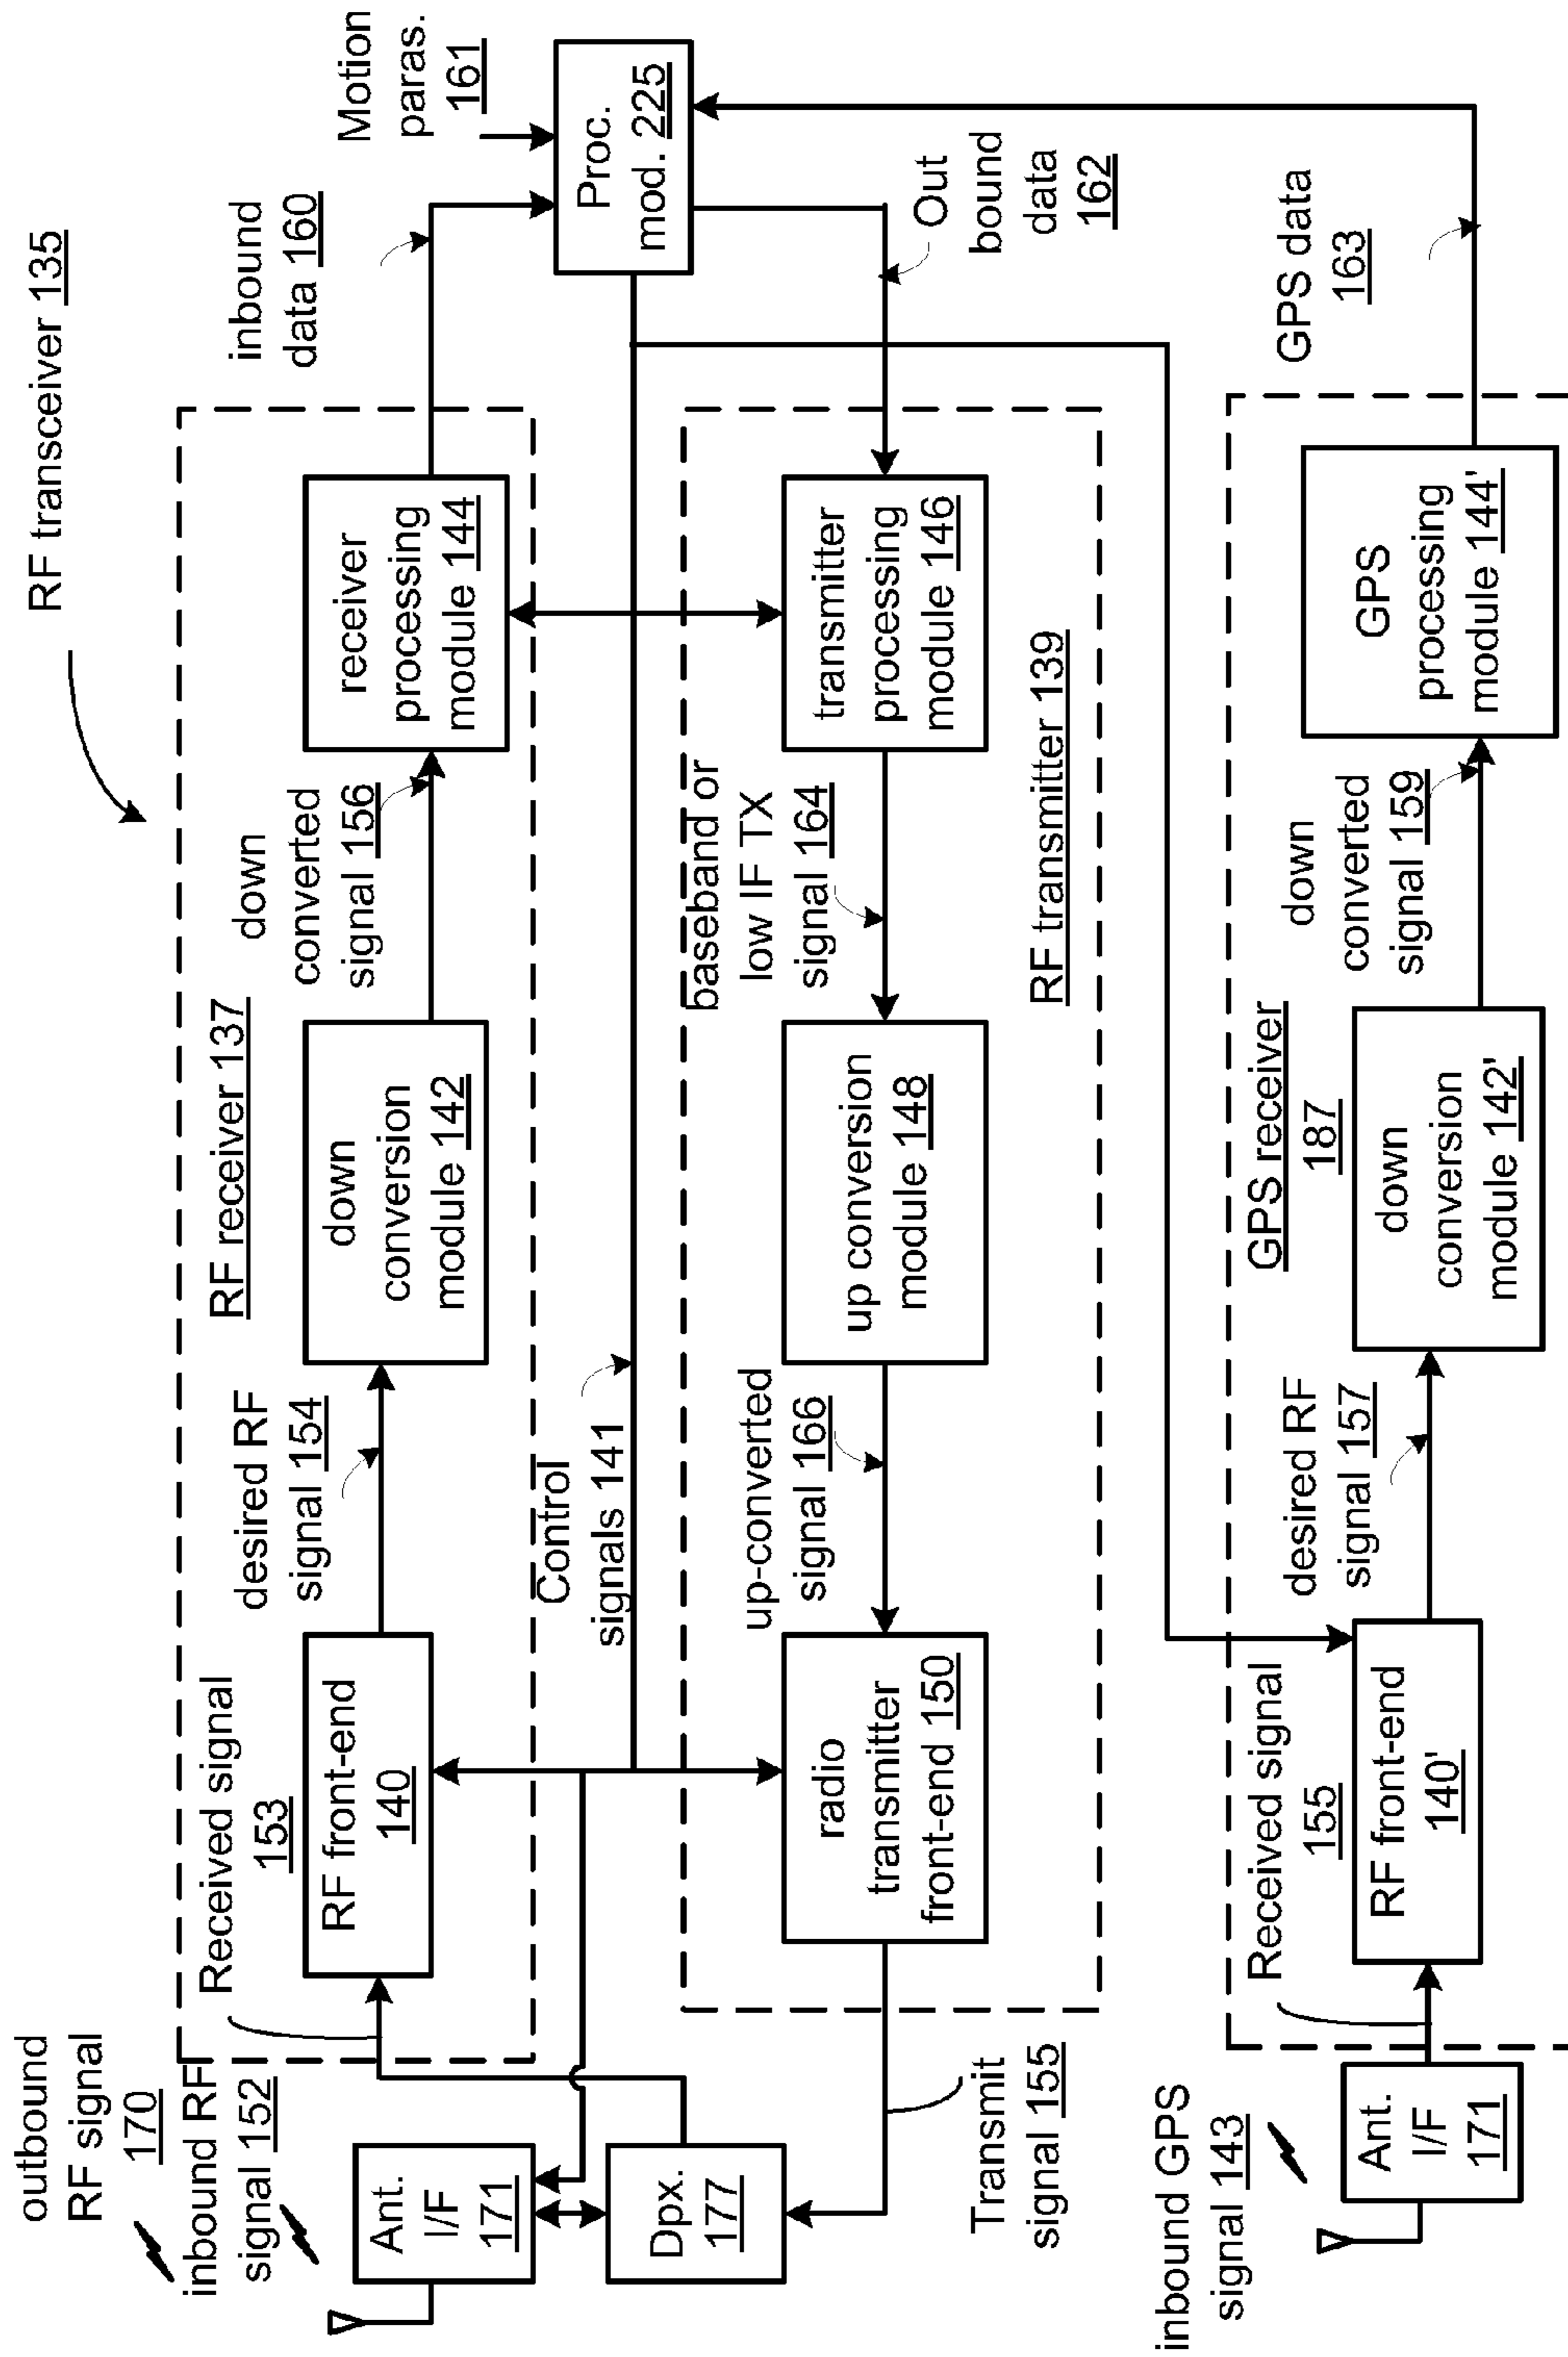 RF transceiver 135
outbound
RF signal
170
inbound RF
signal 152
Ant.
I/F
171
Dpx.
177
Received signal
153
RF front-end
140
desired RF
signal 154
RF receiver 137
down
conversion
module 142
down
converted
signal 156
receiver
processing
module 144
inbound
data 160
Motion
paras.
161
Proc.
mod. 225
Control
signals 141
Transmit
signal 155
radio
transmitter
front-end 150
up-converted
signal 166
up conversion
module 148
baseband or
low IF TX
signal 164
transmitter
processing
module 146
RF transmitter 139
Out
bound
data
162
inbound GPS
signal 143
Ant.
I/F
171
Received signal
155
RF front-end
140'
desired RF
signal 157
GPS receiver
187
down
conversion
module 142'
down
converted
signal 159
GPS
processing
module 144'
GPS data
163